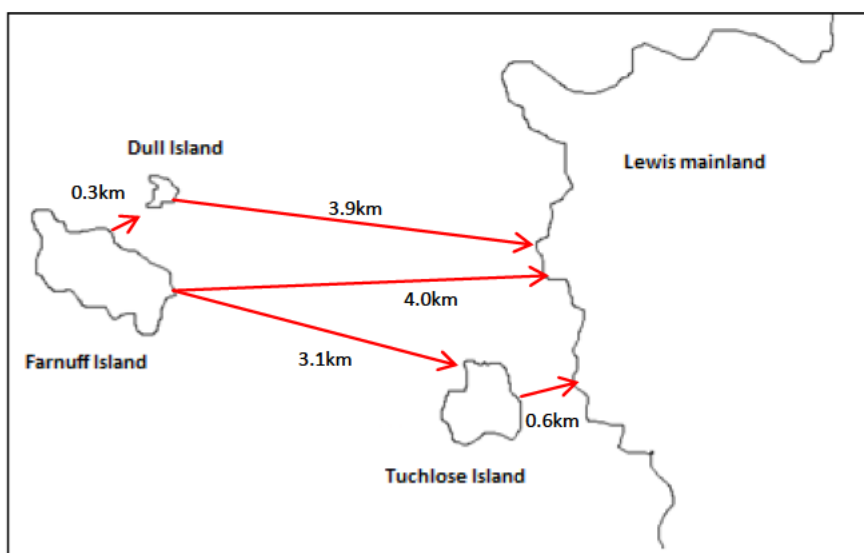 Dull Island
Lewis mainland
0.3km
3.9km
4.0km
Farnuff Island
3.1km
0.6km
Tuchlose Island